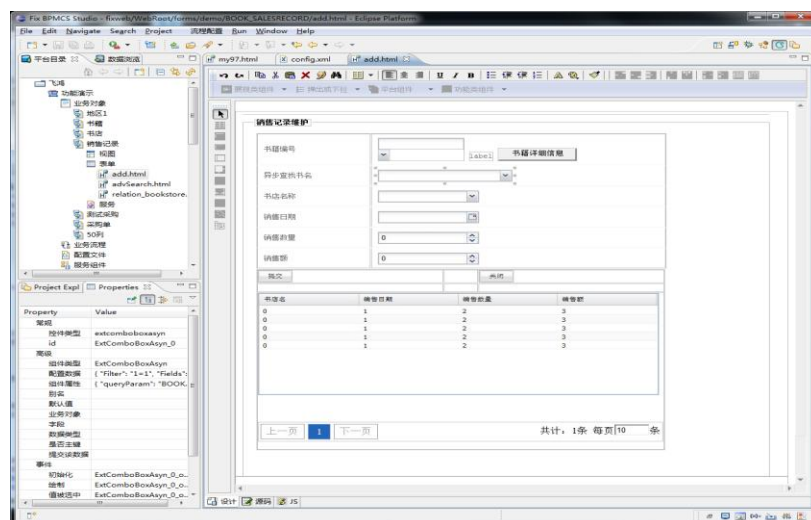 Fix BPMCS Studio - fixweb/WebRoot/forms/demo/BOOK_SALESRECORD/add.html - Eclipse Platform
File Edit Navigate Search Project 流程配置 Run Window Help
平台目录 数据浏览
my97.html config.xml add.html
飞鸿
功能演示
业务对象
地区1
书籍
书店
销售记录
视图
表单
add.html
advSearch.html
relation_bookstore.
服务
测试采购
采购单
50列
业务流程
配置文件
服务组件
平台组件
功能类组件
销售记录维护
书籍编号
label 书籍详细信息
异步查找书名
书店名称
销售日期
销售数量 0
销售额 0
提交 关闭
书店名 销售日期 销售数量 销售额
0 1 2 3
0 1 2 3
0 1 2 3
0 1 2 3
0 1 2 3
上一页 1 下一页 共计：1条 每页 10 条
Project Expl Properties
Property Value
常规
控件类型 extcomboboxasyn
id ExtComboBoxAsyn_0
高级
组件类型 ExtComboBoxAsyn
配置数据 { "Filter": "1=1", "Fields":
组件属性 { "queryParam": "BOOK.
别名
默认值
业务对象
字段
数据类型
是否主键
提交该数据
事件
初始化 ExtComboBoxAsyn_0_o..
绘制 ExtComboBoxAsyn_0_o..
值被选中 ExtComboBoxAsyn_0_o..
设计 源码 JS